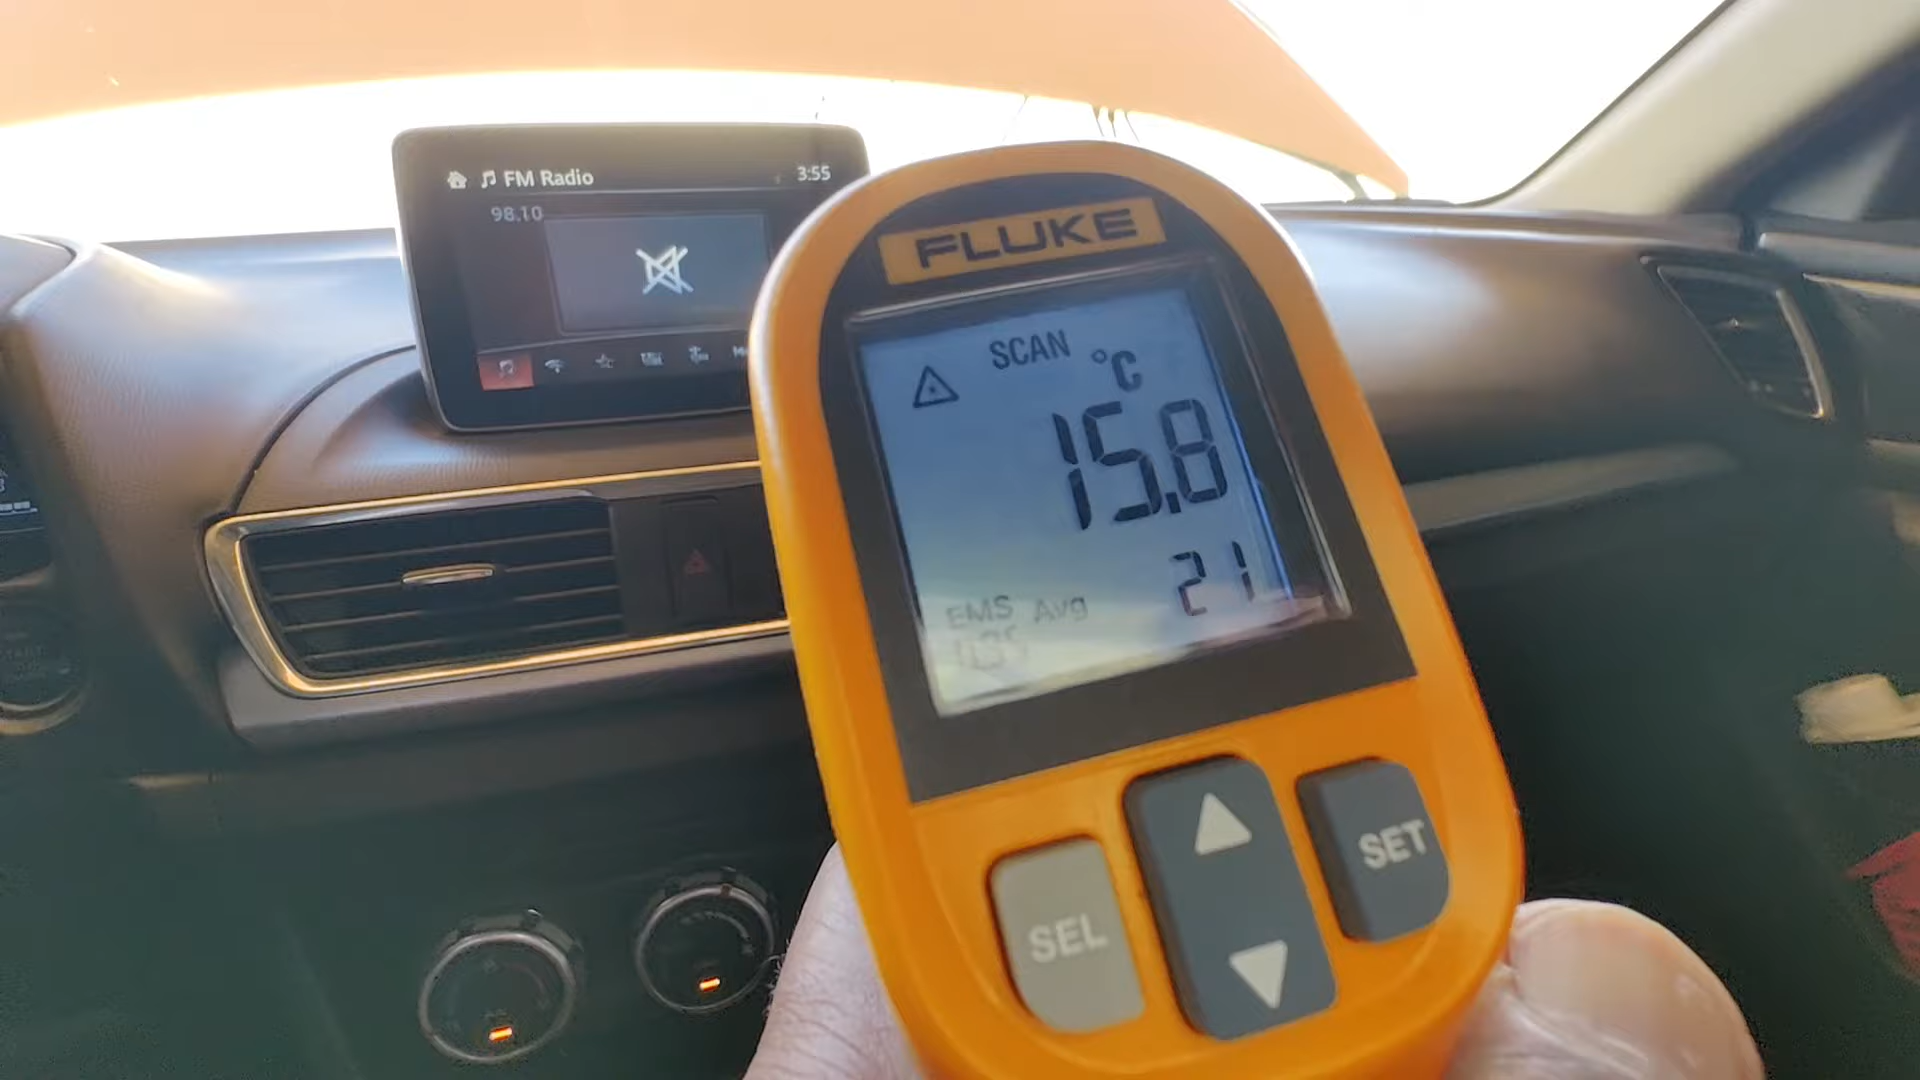 FM Radio 3:55
98.10
FLUKE
SCAN
°C
15.8
21
EMS Avg
SEL
SET